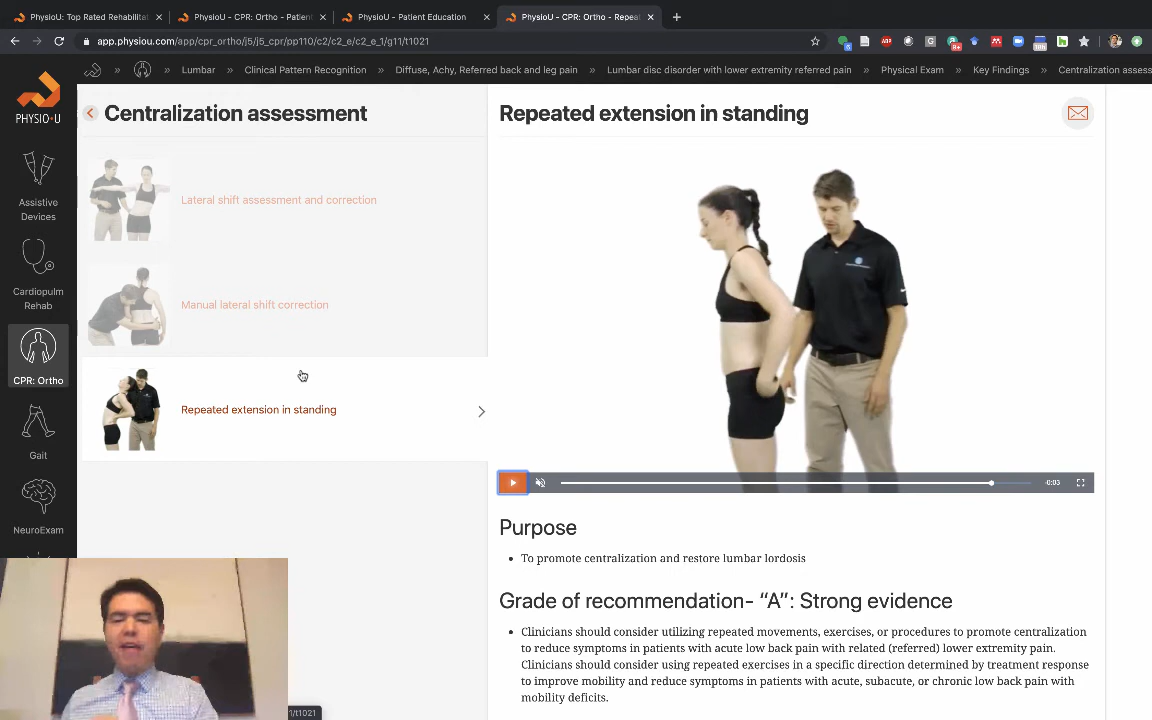 PhysioU: Top Rated Rehabilitat
PhysioU - CPR: Ortho - Patient
PhysioU - Patient Education
PhysioU - CPR: Ortho - Repeat
app.physiou.com/app/cpr_ortho/j5/j5_cpr/pp110/c2/c2_e/c2_e_1/g11/t1021
» Lumbar » Clinical Pattern Recognition » Diffuse, Achy, Referred back and leg pain » Lumbar disc disorder with lower extremity referred pain » Physical Exam » Key Findings » Centralization assess
PHYSIO•U
Assistive
Devices
Cardiopulm
Rehab
CPR: Ortho
Gait
NeuroExam
Centralization assessment
Lateral shift assessment and correction
Manual lateral shift correction
Repeated extension in standing
Repeated extension in standing
-0:03
Purpose
• To promote centralization and restore lumbar lordosis
Grade of recommendation- “A”: Strong evidence
• Clinicians should consider utilizing repeated movements, exercises, or procedures to promote centralization
to reduce symptoms in patients with acute low back pain with related (referred) lower extremity pain.
Clinicians should consider using repeated exercises in a specific direction determined by treatment response
to improve mobility and reduce symptoms in patients with acute, subacute, or chronic low back pain with
mobility deficits.
1/t1021